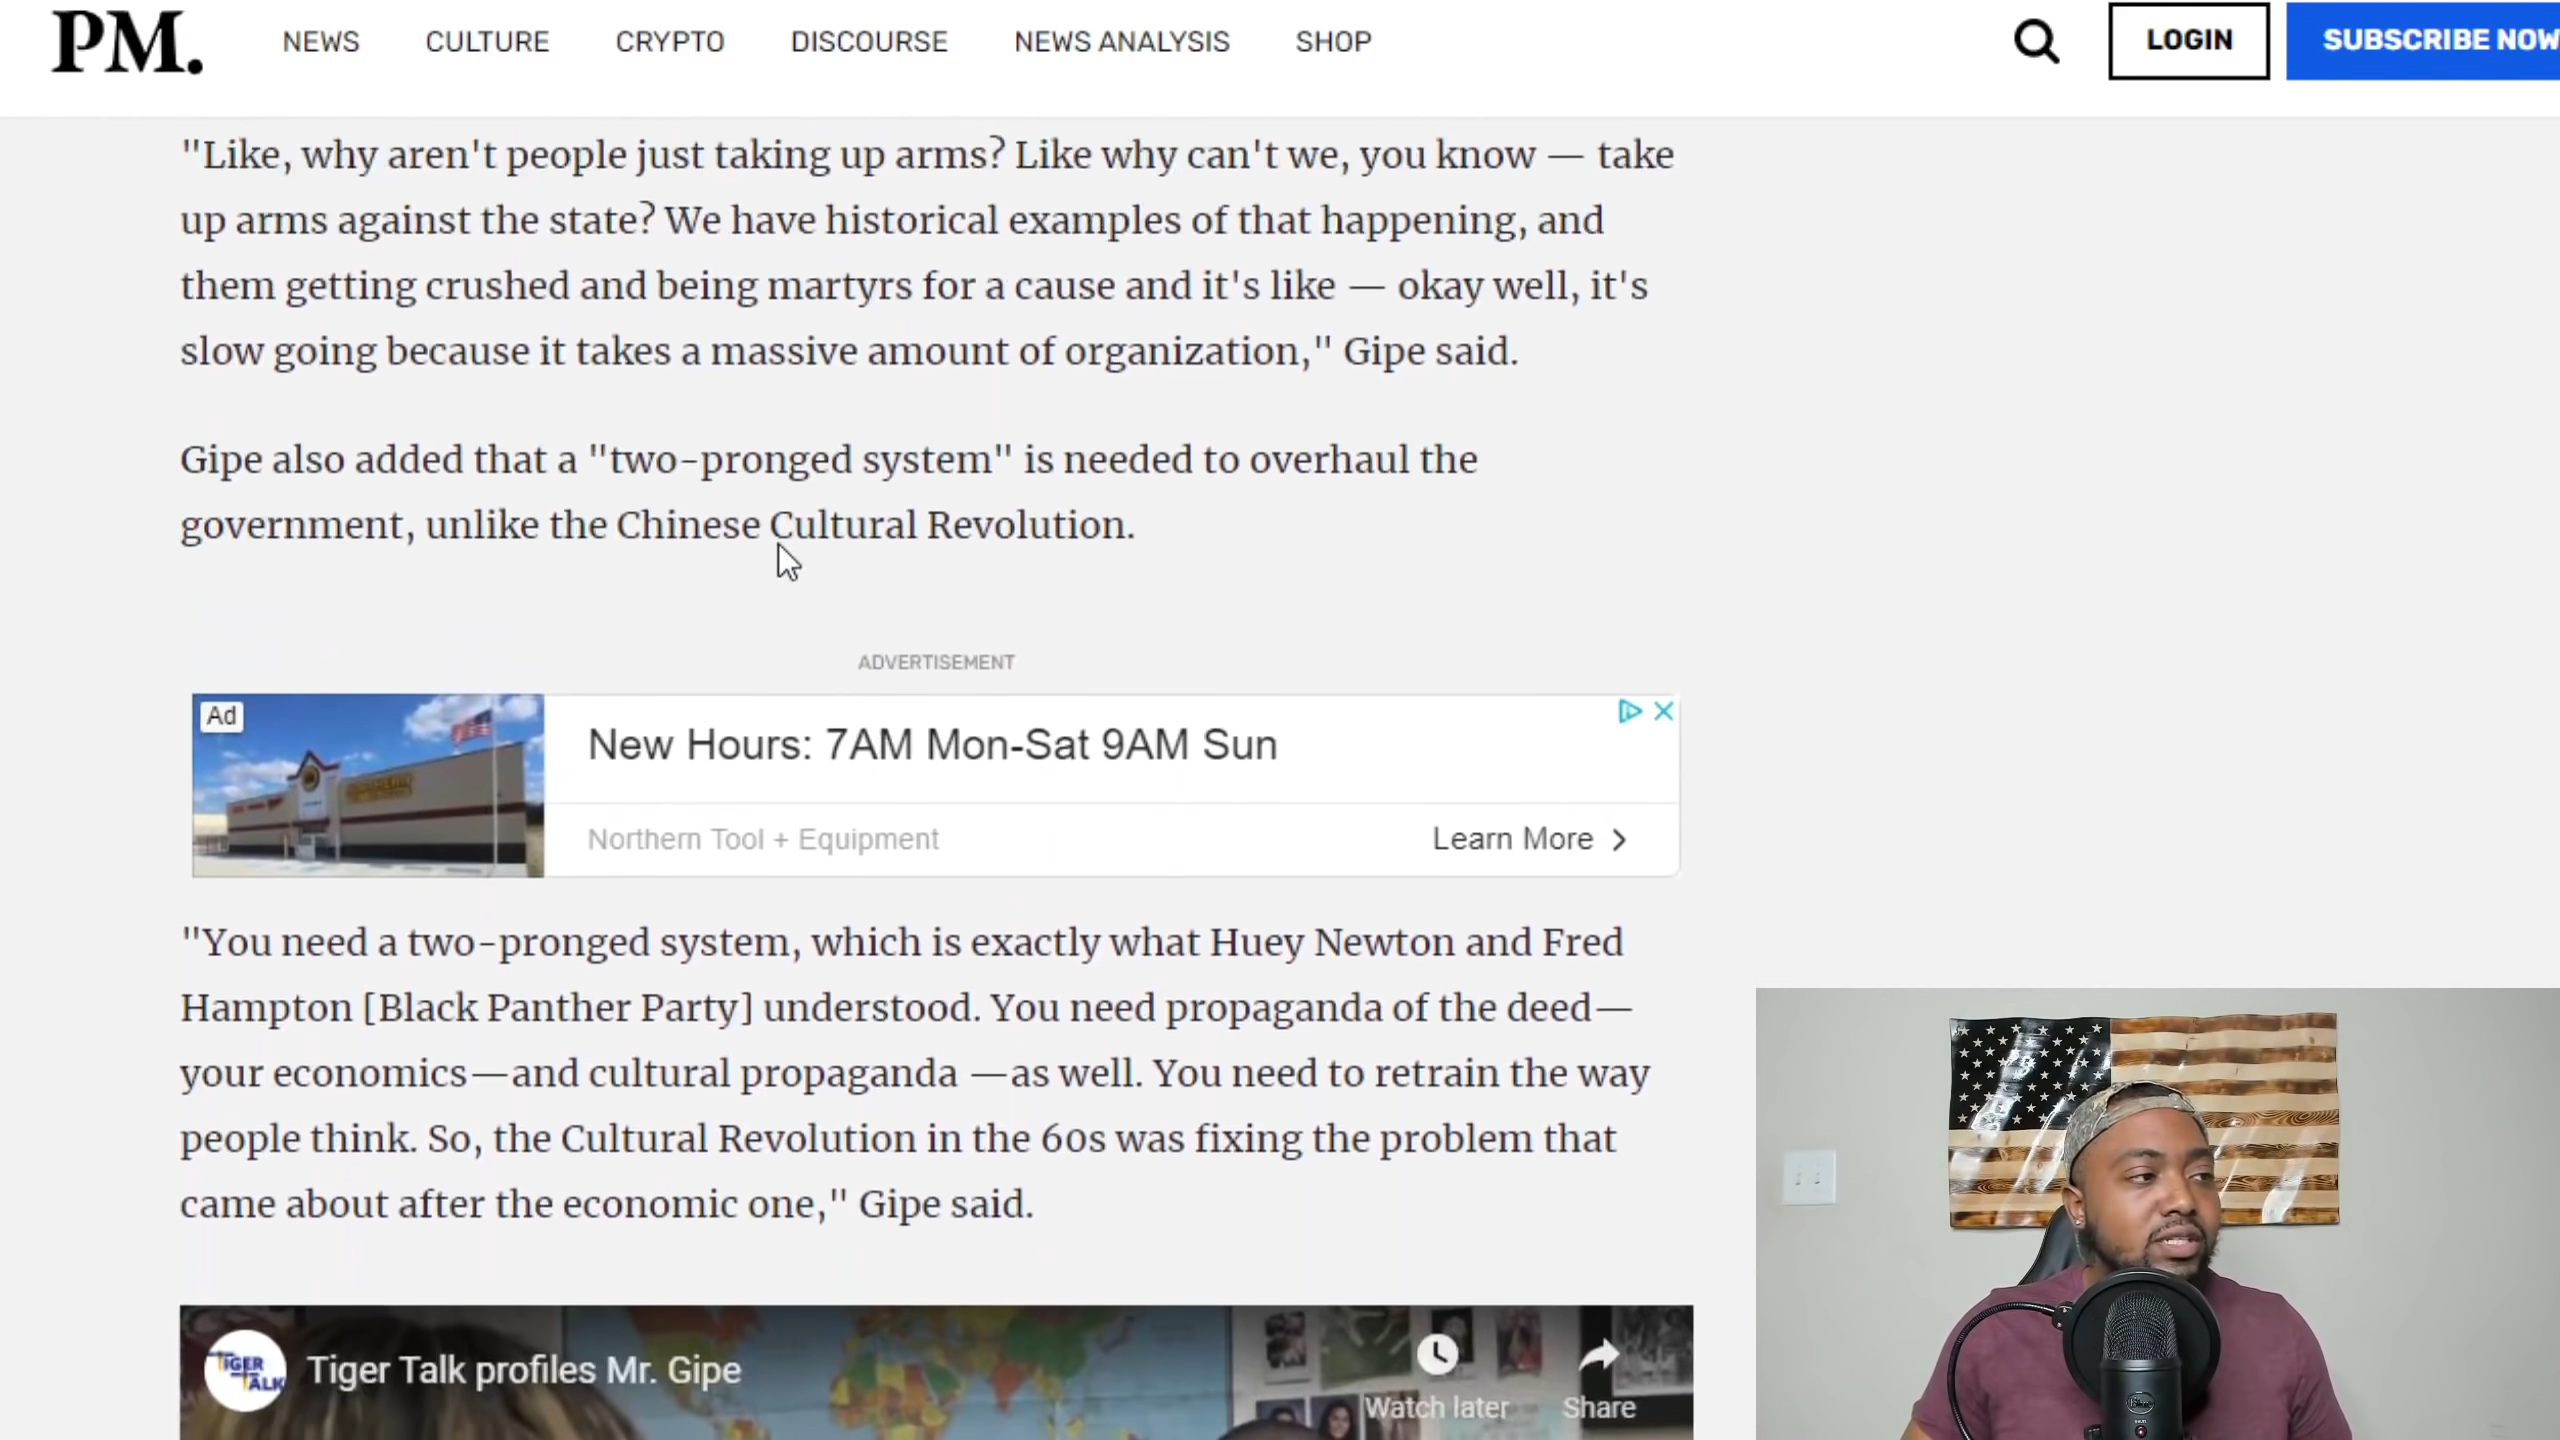 PM. NEWS CULTURE CRYPTO DISCOURSE NEWS ANALYSIS SHOP LOGIN SUBSCRIBE NOW
"Like, why aren't people just taking up arms? Like why can't we, you know — take
up arms against the state? We have historical examples of that happening, and
them getting crushed and being martyrs for a cause and it's like — okay well, it's
slow going because it takes a massive amount of organization," Gipe said.
Gipe also added that a "two-pronged system" is needed to overhaul the
government, unlike the Chinese Cultural Revolution.
ADVERTISEMENT
Ad
New Hours: 7AM Mon-Sat 9AM Sun
Northern Tool + Equipment Learn More
"You need a two-pronged system, which is exactly what Huey Newton and Fred
Hampton [Black Panther Party] understood. You need propaganda of the deed—
your economics—and cultural propaganda —as well. You need to retrain the way
people think. So, the Cultural Revolution in the 60s was fixing the problem that
came about after the economic one," Gipe said.
TIGER
TALK
Tiger Talk profiles Mr. Gipe
Watch later Share